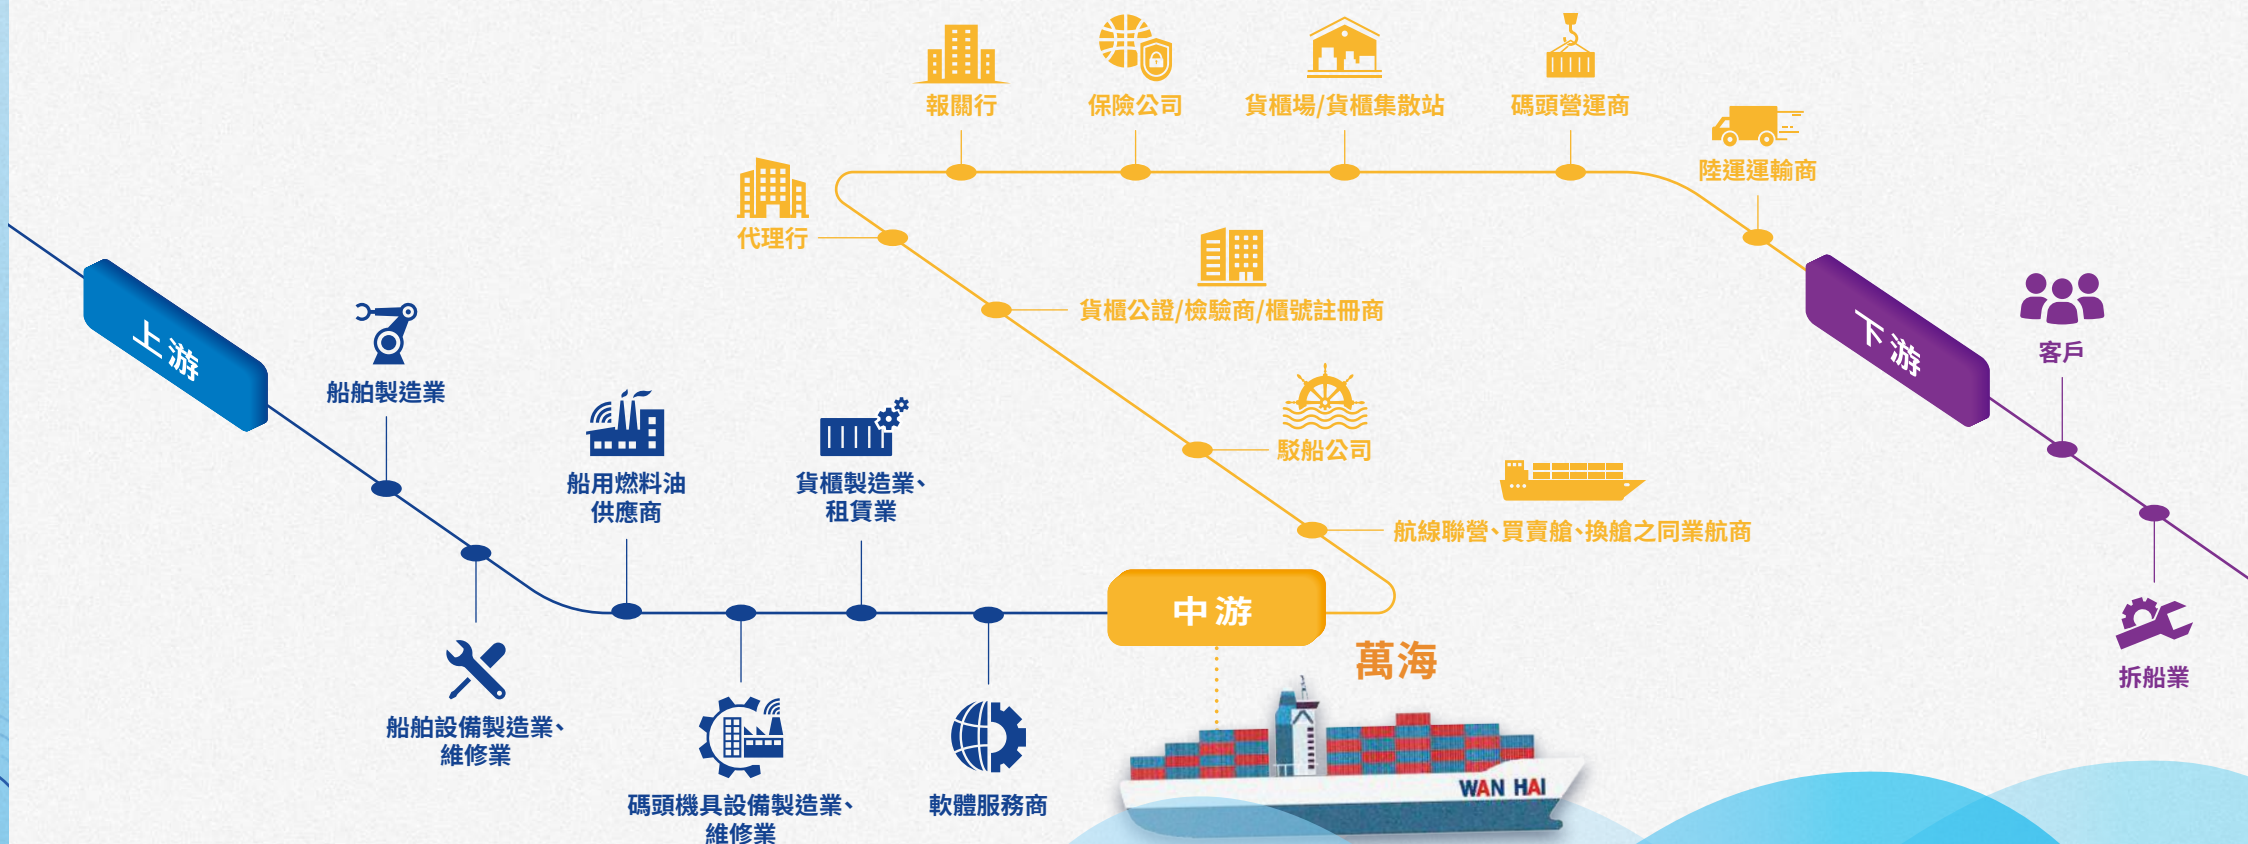 上游
船舶製造業
船舶設備製造業、
維修業
船用燃料油
供應商
碼頭機具設備製造業、
維修業
貨櫃製造業、
租賃業
軟體服務商
中游
萬海
WAN HAI
航線聯營、買賣艙、換艙之同業航商
駁船公司
貨櫃公證/檢驗商/櫃號註冊商
代理行
報關行
保險公司
貨櫃場/貨櫃集散站
碼頭營運商
陸運運輸商
下游
客戶
拆船業